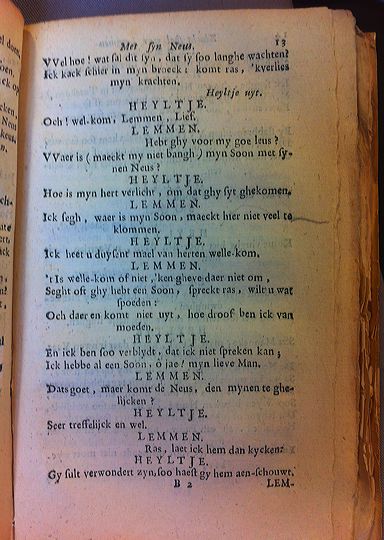 Met sijn Neus. 13
VVel hoe! wat sal dit syn, dat sy soo langhe wachten?
Ick kack schier in myn broeck: komt ras, 'kverlies
myn krachten.
Heyltje uyt.
HEYLTJE.
Och! wel-kom, Lemmen, Lief.
LEMMEN.
Hebt ghy voor my goe leus?
VVaer is (maeckt my niet bangh) myn Soon met sy-
nen Neus?
HEYLTJE.
Hoe is myn hert verlicht, om dat ghy syt ghekomen.
LEMMEN.
Ick segh, waer is myn Soon, maeckt hier niet veel te
klommen.
HEYLTJE.
Ick heet u duysent mael van herten welle-kom.
LEMMEN.
't Is welle-kom of niet, 'ken gheve daer niet om,
Seght oft ghy hebt een Soon, spreckt ras, wilt u wat
spoeden:
Och daer en komt niet uyt, hoe droef ben ick van
moeden.
HEYLTJE.
En ick ben soo verblydt, dat ick niet spreken kan;
Ick hebbe al een Soon, ô jae! myn lieve Man.
LEMMEN.
Dats goet, maer komt de Neus, den mynen te ghe-
lijcken?
HEYLTJE.
Seer treffelijck en wel.
LEMMEN.
Ras, laet ick hem dan kycken.
HEYLTJE.
Gy sult verwondert zyn, soo haest gy hem aen-schouwt.
B 2 LEM-